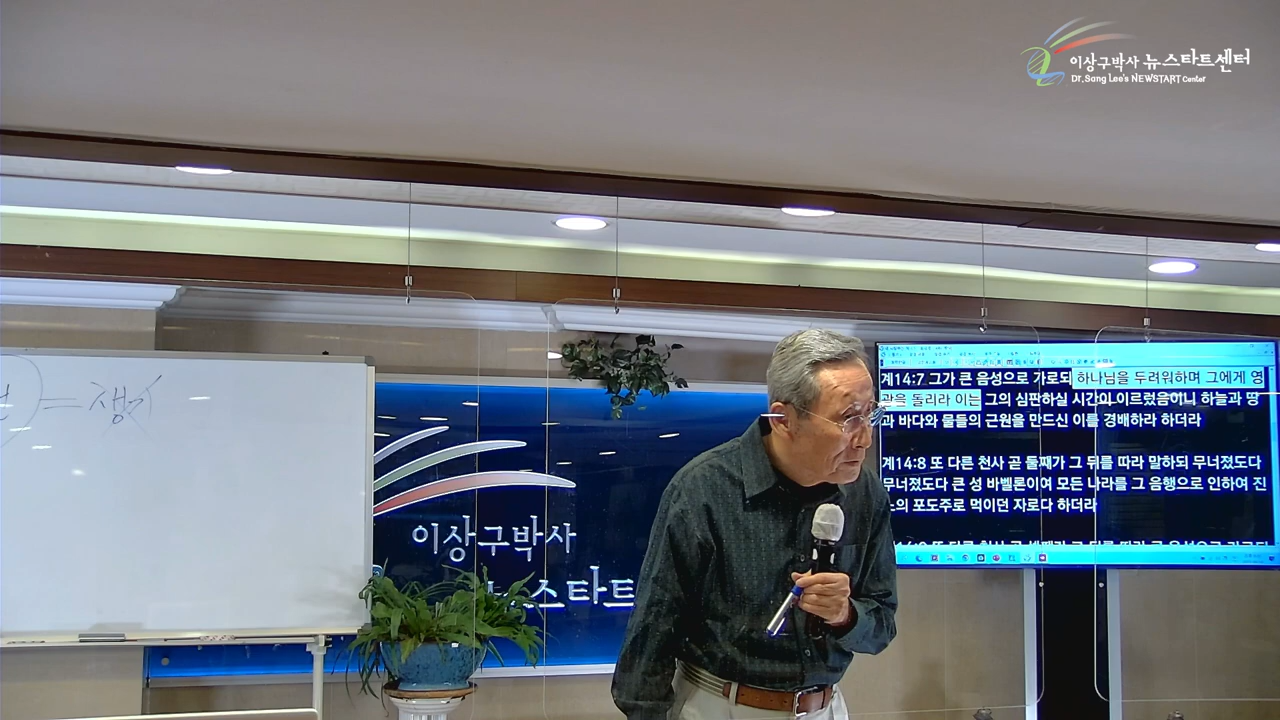 이상구박사 뉴스타트센터
Dr. Sang Lee's NEWSTART Center
계14:7 그가 큰 음성으로 가로되 하나님을 두려워하며 그에게 영
광을 돌리라 이는 그의 심판하실 시간이 이르렀음이니 하늘과 땅
과 바다와 물들의 근원을 만드신 이를 경배하라 하더라
계14:8 또 다른 천사 곧 둘째가 그 뒤를 따라 말하되 무너졌도다
무너졌도다 큰 성 바벨론이여 모든 나라를 그 음행으로 인하여 진
노의 포도주로 먹이던 자로다 하더라
이상구박사
뉴스타트